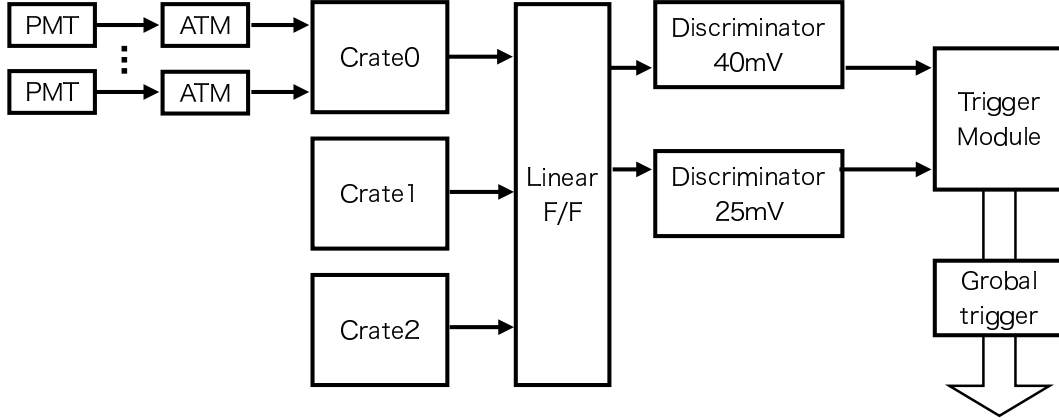 PMT
ATM
PMT
ATM
Crate0
Crate1
Crate2
Linear
F/F
Discriminator
40mV
Discriminator
25mV
Trigger
Module
Grobal
trigger